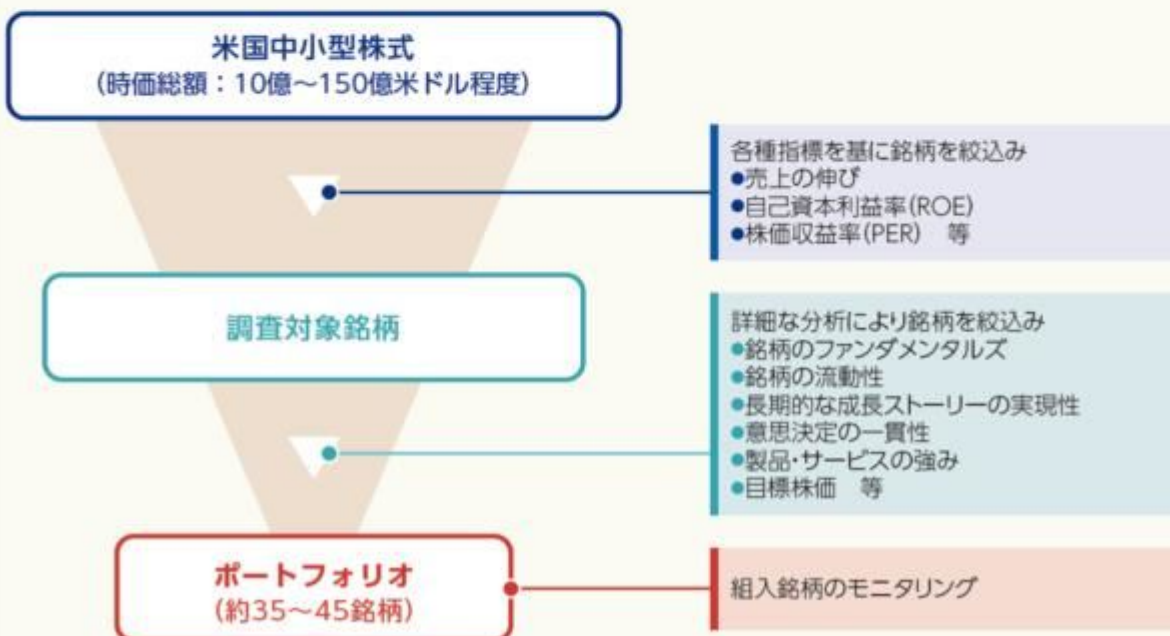 米国中小型株式
(時価総額：10億～150億米ドル程度)
各種指標を基に銘柄を絞込み
●売上の伸び
●自己資本利益率(ROE)
●株価収益率(PER)　等
調査対象銘柄
詳細な分析により銘柄を絞込み
●銘柄のファンダメンタルズ
●銘柄の流動性
●長期的な成長ストーリーの実現性
●意思決定の一貫性
●製品・サービスの強み
●目標株価　等
ポートフォリオ
(約35～45銘柄)
組入銘柄のモニタリング